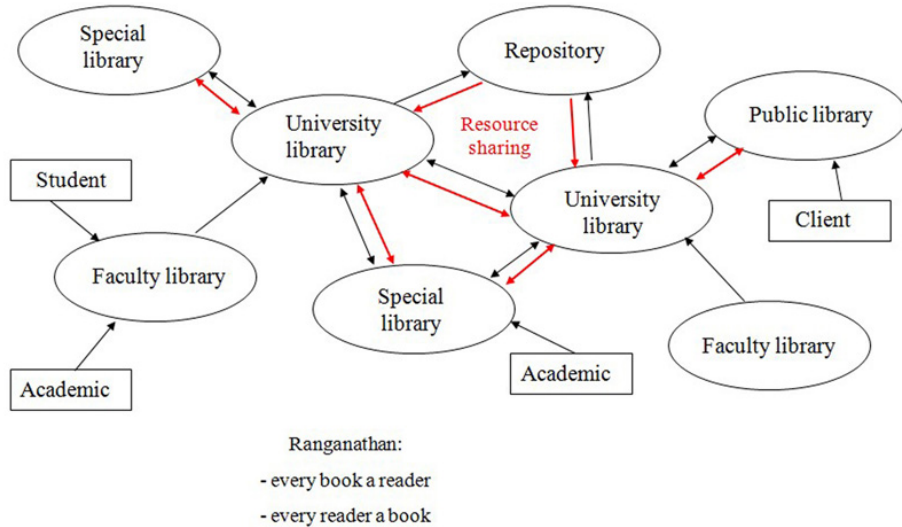 Special
library
Repository
University
library
Resource
sharing
Public library
Student
University
library
Client
Faculty library
Special
library
Faculty library
Academic
Academic
Ranganathan:
- every book a reader
- every reader a book